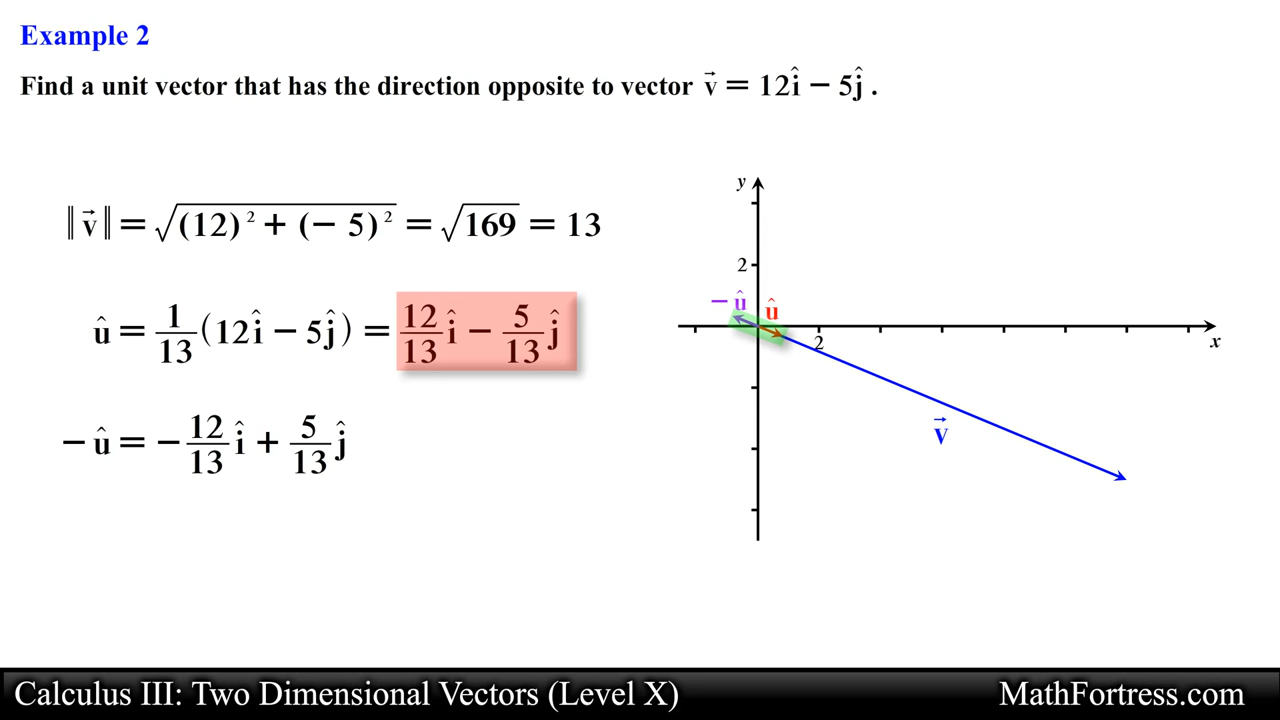 Example 2
Find a unit vector that has the direction opposite to vector v⃗ = 12î − 5ĵ .
‖v⃗‖ = √((12)² + (− 5)²) = √169 = 13
û = 1/13 (12î − 5ĵ) = 12/13 î − 5/13 ĵ
− û = − 12/13 î + 5/13 ĵ
y
2
− û
û
2
x
v⃗
Calculus III: Two Dimensional Vectors (Level X)
MathFortress.com